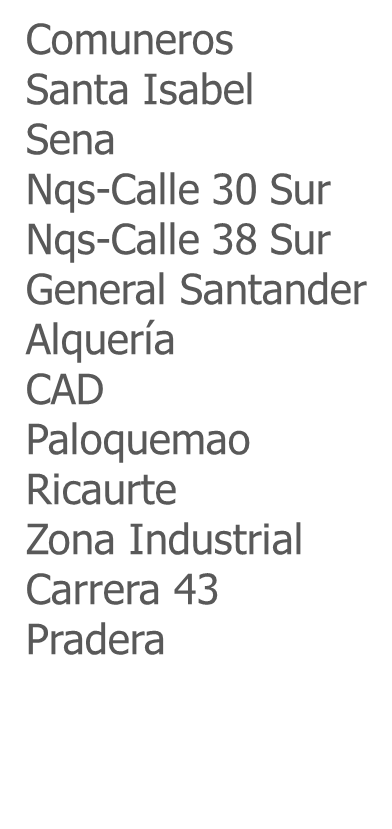 Comuneros
Santa Isabel
Sena
Nqs-Calle 30 Sur
Nqs-Calle 38 Sur
General Santander
Alquería
CAD
Paloquemao
Ricaurte
Zona Industrial
Carrera 43
Pradera